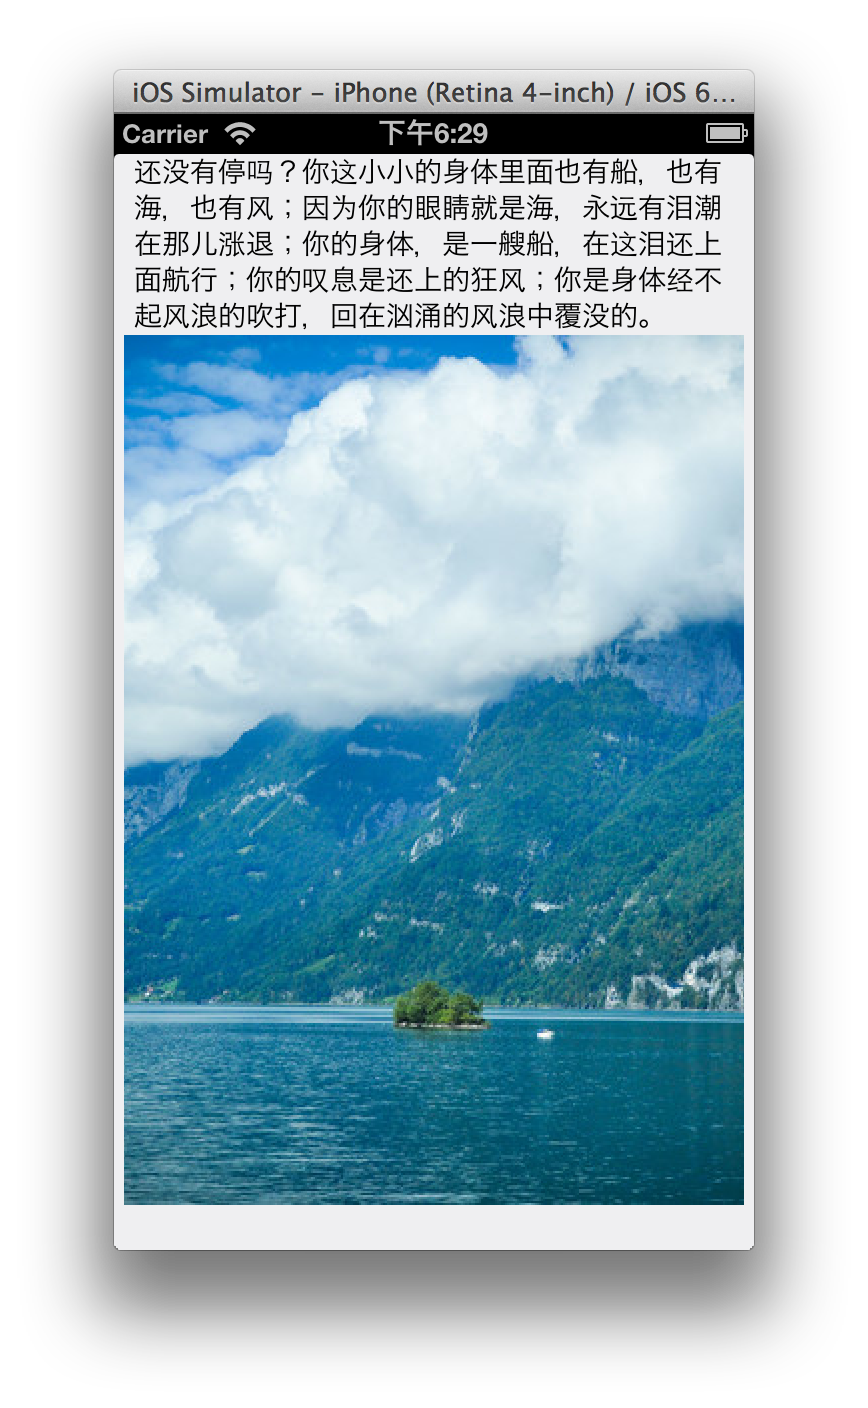 iOS Simulator – iPhone (Retina 4-inch) / iOS 6...
Carrier 下午6:29
还没有停吗？你这小小的身体里面也有船，也有
海，也有风；因为你的眼睛就是海，永远有泪潮
在那儿涨退；你的身体，是一艘船，在这泪还上
面航行；你的叹息是还上的狂风；你是身体经不
起风浪的吹打，回在汹涌的风浪中覆没的。